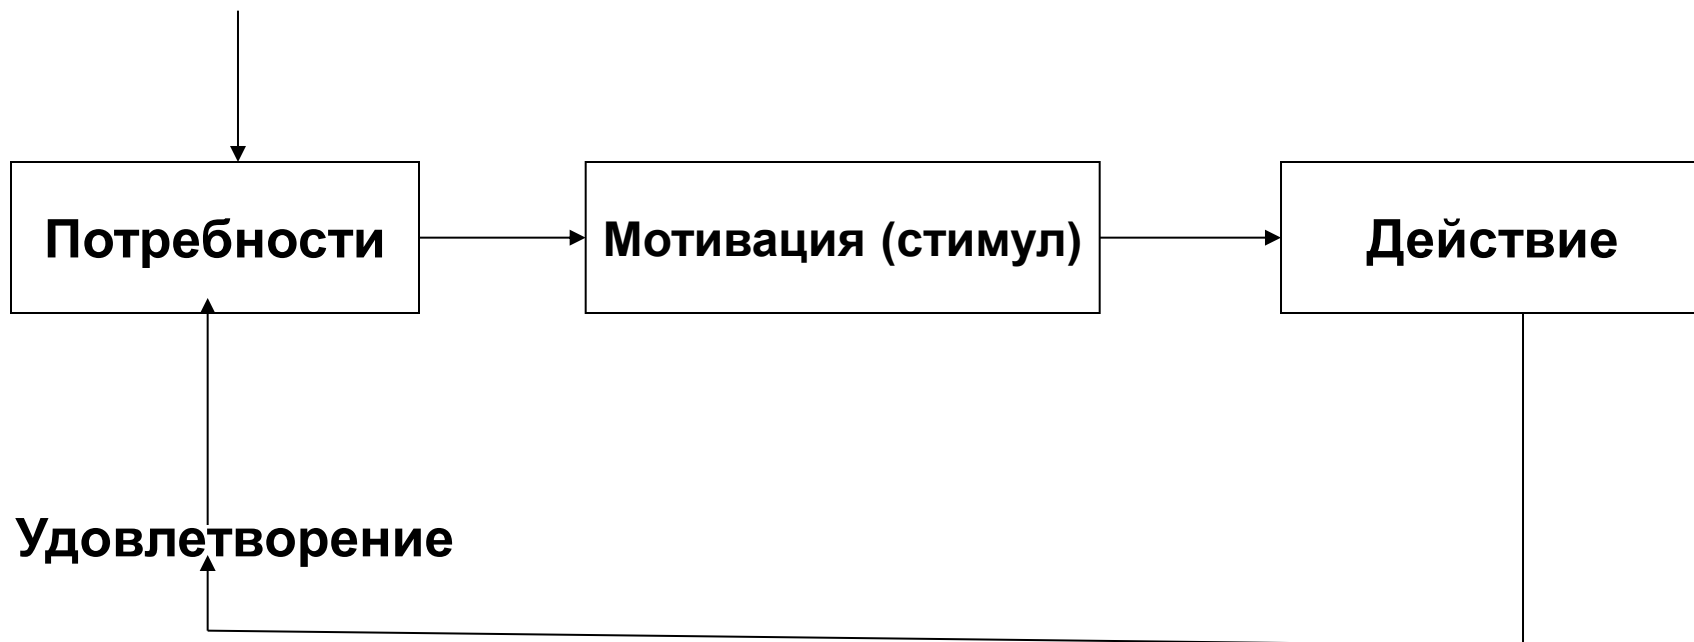 Потребности
Мотивация (стимул)
Действие
Удовлетворение